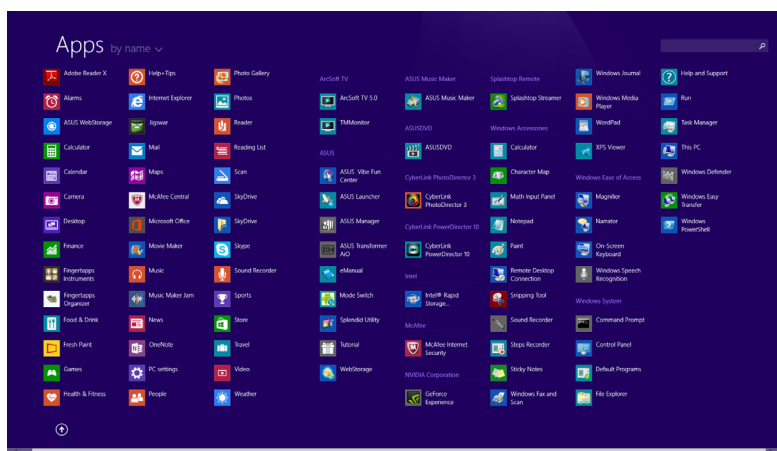 Apps by name
Adobe Reader X
Alarms
ASUS WebStorage
Calculator
Calendar
Camera
Desktop
Finance
Fingertapps
Instruments
Fingertapps
Organizer
Food & Drink
Fresh Paint
Games
Health & Fitness
Help+Tips
Internet Explorer
Jigswar
Mail
Maps
McAfee Central
Microsoft Office
Movie Maker
Music
Music Maker Jam
News
OneNote
PC settings
People
Photo Gallery
Photos
Reader
Reading List
Scan
SkyDrive
SkyDrive
Skype
Sound Recorder
Sports
Store
Travel
Video
Weather
ArcSoft TV
ArcSoft TV 5.0
TMMonitor
ASUS
ASUS Vibe Fun
Center
ASUS Launcher
ASUS Manager
ASUS Transformer
AiO
eManual
Mode Switch
Splendid Utility
Tutorial
WebStorage
ASUS Music Maker
ASUS Music Maker
ASUSDVD
ASUSDVD
CyberLink PhotoDirector 3
CyberLink
PhotoDirector 3
CyberLink PowerDirector 10
CyberLink
PowerDirector 10
Intel
Intel® Rapid
Storage...
McAfee
McAfee Internet
Security
NVIDIA Corporation
GeForce
Experience
Splashtop Remote
Splashtop Streamer
Windows Accessories
Calculator
Character Map
Math Input Panel
Notepad
Paint
Remote Desktop
Connection
Snipping Tool
Sound Recorder
Steps Recorder
Sticky Notes
Windows Fax and
Scan
Windows Journal
Windows Media
Player
WordPad
XPS Viewer
Windows Ease of Access
Magnifier
Narrator
On-Screen
Keyboard
Windows Speech
Recognition
Windows System
Command Prompt
Control Panel
Default Programs
File Explorer
Help and Support
Run
Task Manager
This PC
Windows Defender
Windows Easy
Transfer
Windows
PowerShell